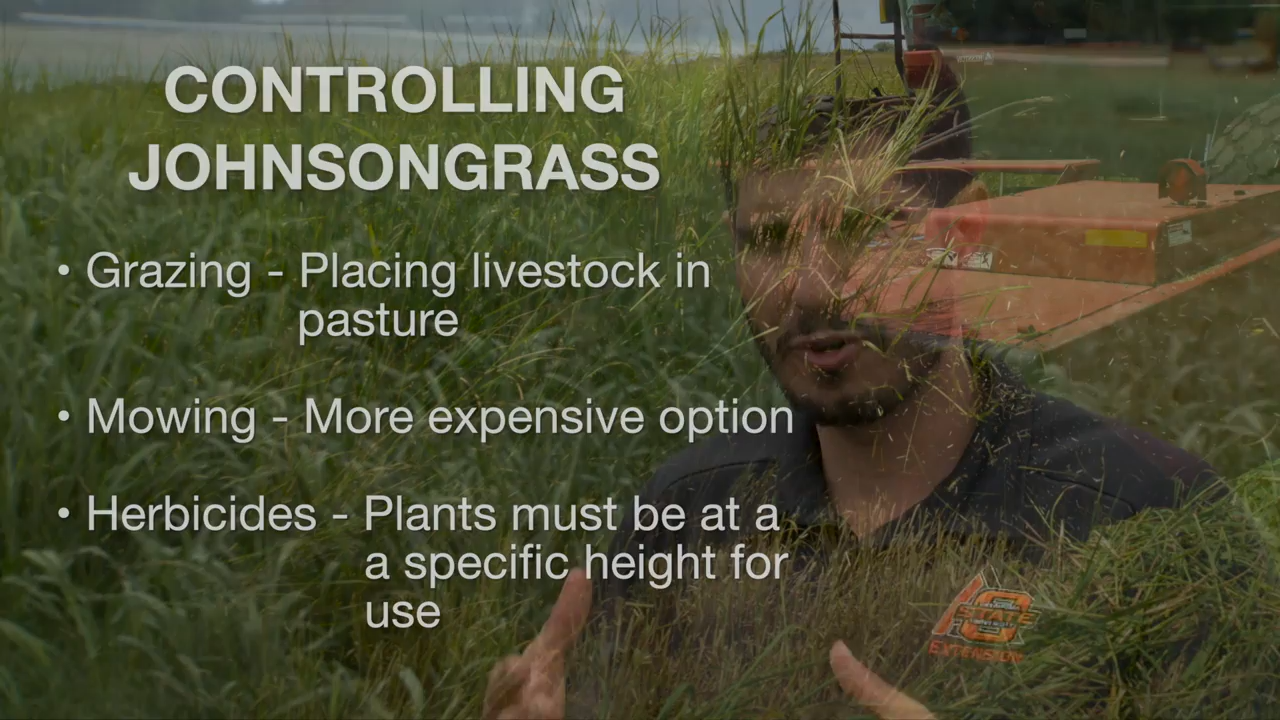 CONTROLLING
JOHNSONGRASS
• Grazing - Placing livestock in
pasture
• Mowing - More expensive option
• Herbicides - Plants must be at a
a specific height for
use
EXTENSION